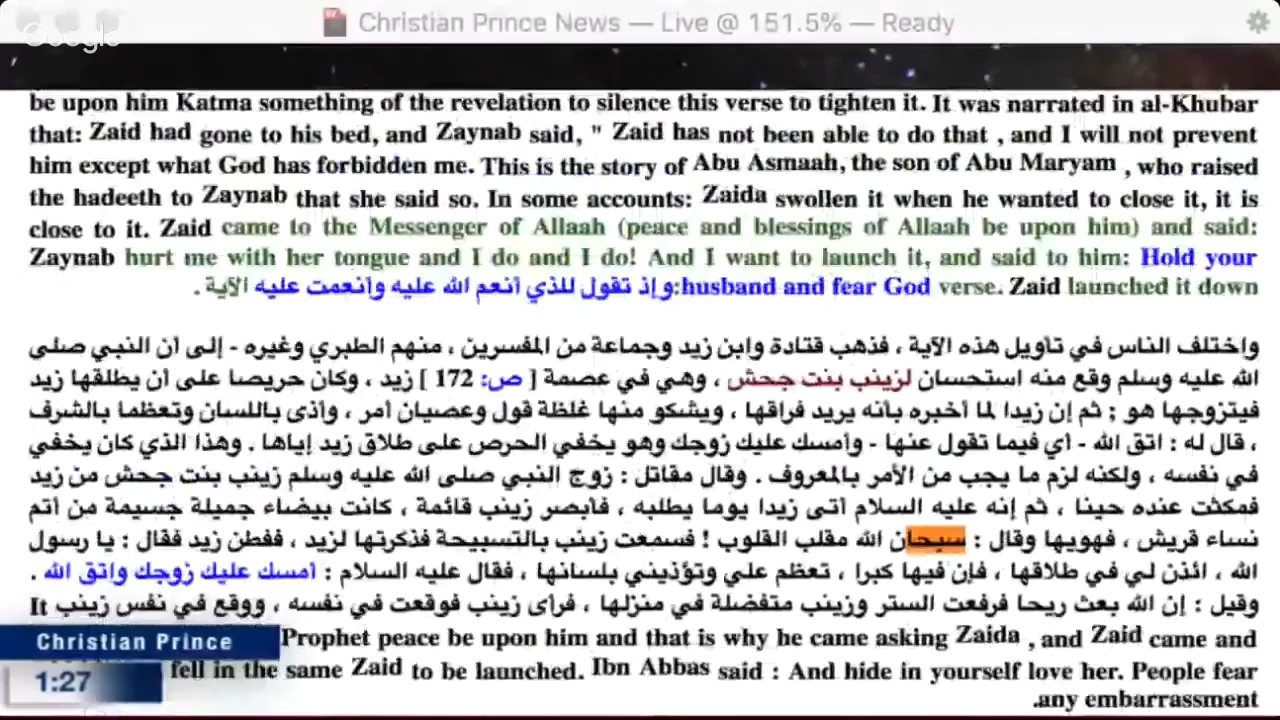 Google
Christian Prince News — Live @ 151.5% — Ready
be upon him Katma something of the revelation to silence this verse to tighten it. It was narrated in al-Khubar
that: Zaid had gone to his bed, and Zaynab said, " Zaid has not been able to do that , and I will not prevent
him except what God has forbidden me. This is the story of Abu Asmaah, the son of Abu Maryam , who raised
the hadeeth to Zaynab that she said so. In some accounts: Zaida swollen it when he wanted to close it, it is
close to it. Zaid came to the Messenger of Allaah (peace and blessings of Allaah be upon him) and said:
Zaynab hurt me with her tongue and I do and I do! And I want to launch it, and said to him: Hold your
husband and fear God verse. Zaid launched it down:وإذ تقول للذي أنعم الله عليه وأنعمت عليه الآية .
واختلف الناس في تأويل هذه الآية ، فذهب قتادة وابن زيد وجماعة من المفسرين ، منهم الطبري وغيره - إلى أن النبي صلى
الله عليه وسلم وقع منه استحسان لزينب بنت جحش ، وهي في عصمة [ ص: 172 ] زيد ، وكان حريصا على أن يطلقها زيد
فيتزوجها هو ; ثم إن زيدا لما أخبره بأنه يريد فراقها ، ويشكو منها غلظة قول وعصيان أمر ، وأذى باللسان وتعظما بالشرف
، قال له : اتق الله - أي فيما تقول عنها - وأمسك عليك زوجك وهو يخفي الحرص على طلاق زيد إياها . وهذا الذي كان يخفي
في نفسه ، ولكنه لزم ما يجب من الأمر بالمعروف . وقال مقاتل : زوج النبي صلى الله عليه وسلم زينب بنت جحش من زيد
فمكثت عنده حينا ، ثم إنه عليه السلام أتى زيدا يوما يطلبه ، فأبصر زينب قائمة ، كانت بيضاء جميلة جسيمة من أتم
نساء قريش ، فهويها وقال : سبحان الله مقلب القلوب ! فسمعت زينب بالتسبيحة فذكرتها لزيد ، ففطن زيد فقال : يا رسول
الله ، ائذن لي في طلاقها ، فإن فيها كبرا ، تعظم علي وتؤذيني بلسانها ، فقال عليه السلام : أمسك عليك زوجك واتق الله .
وقيل : إن الله بعث ريحا فرفعت الستر وزينب متفضلة في منزلها ، فرأى زينب فوقعت في نفسه ، ووقع في نفس زينب It
Prophet peace be upon him and that is why he came asking Zaida , and Zaid came and
fell in the same Zaid to be launched. Ibn Abbas said : And hide in yourself love her. People fear
any embarrassment.
Christian Prince
1:27